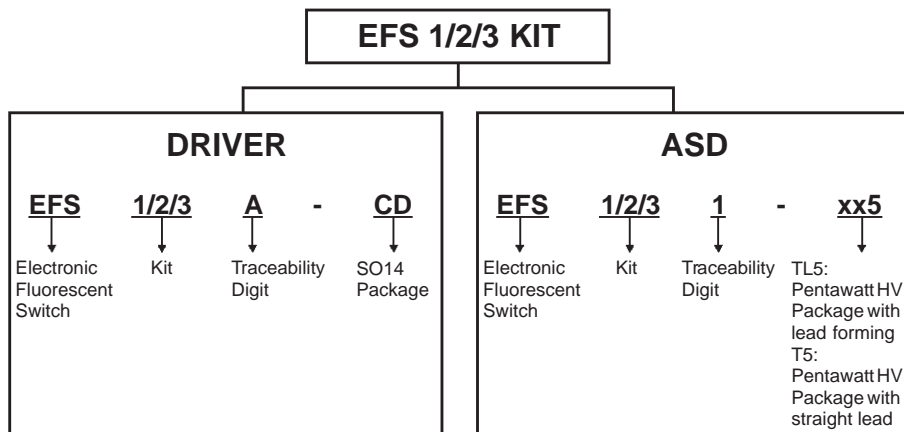 EFS 1/2/3 KIT
DRIVER
EFS 1/2/3 A - CD
Electronic
Fluorescent
Switch
Kit
Traceability
Digit
SO14
Package
ASD
EFS 1/2/3 1 - xx5
Electronic
Fluorescent
Switch
Kit
Traceability
Digit
TL5:
Pentawatt HV
Package with
lead forming
T5:
Pentawatt HV
Package with
straight lead